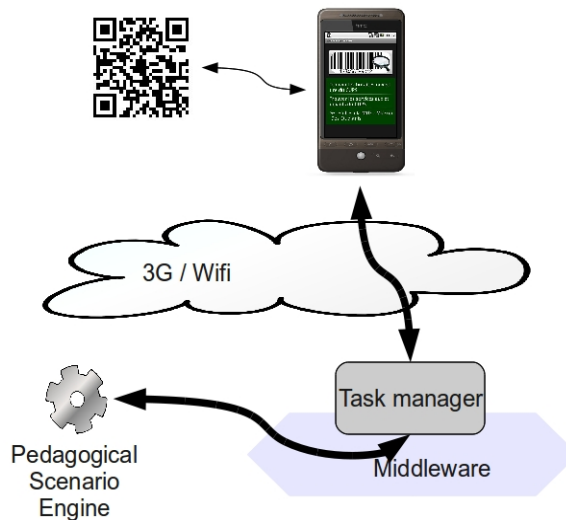 3G / Wifi
Task manager
Middleware
Pedagogical
Scenario
Engine